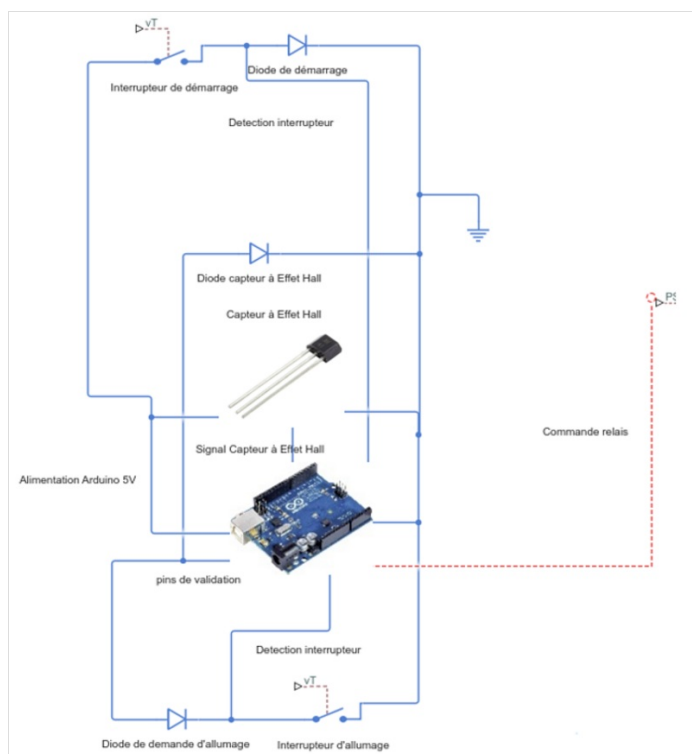 vT
Diode de démarrage
Interrupteur de démarrage
Detection interrupteur
Diode capteur à Effet Hall
PS
Capteur à Effet Hall
Commande relais
Signal Capteur à Effet Hall
Alimentation Arduino 5V
pins de validation
Detection interrupteur
vT
Diode de demande d'allumage
Interrupteur d'allumage